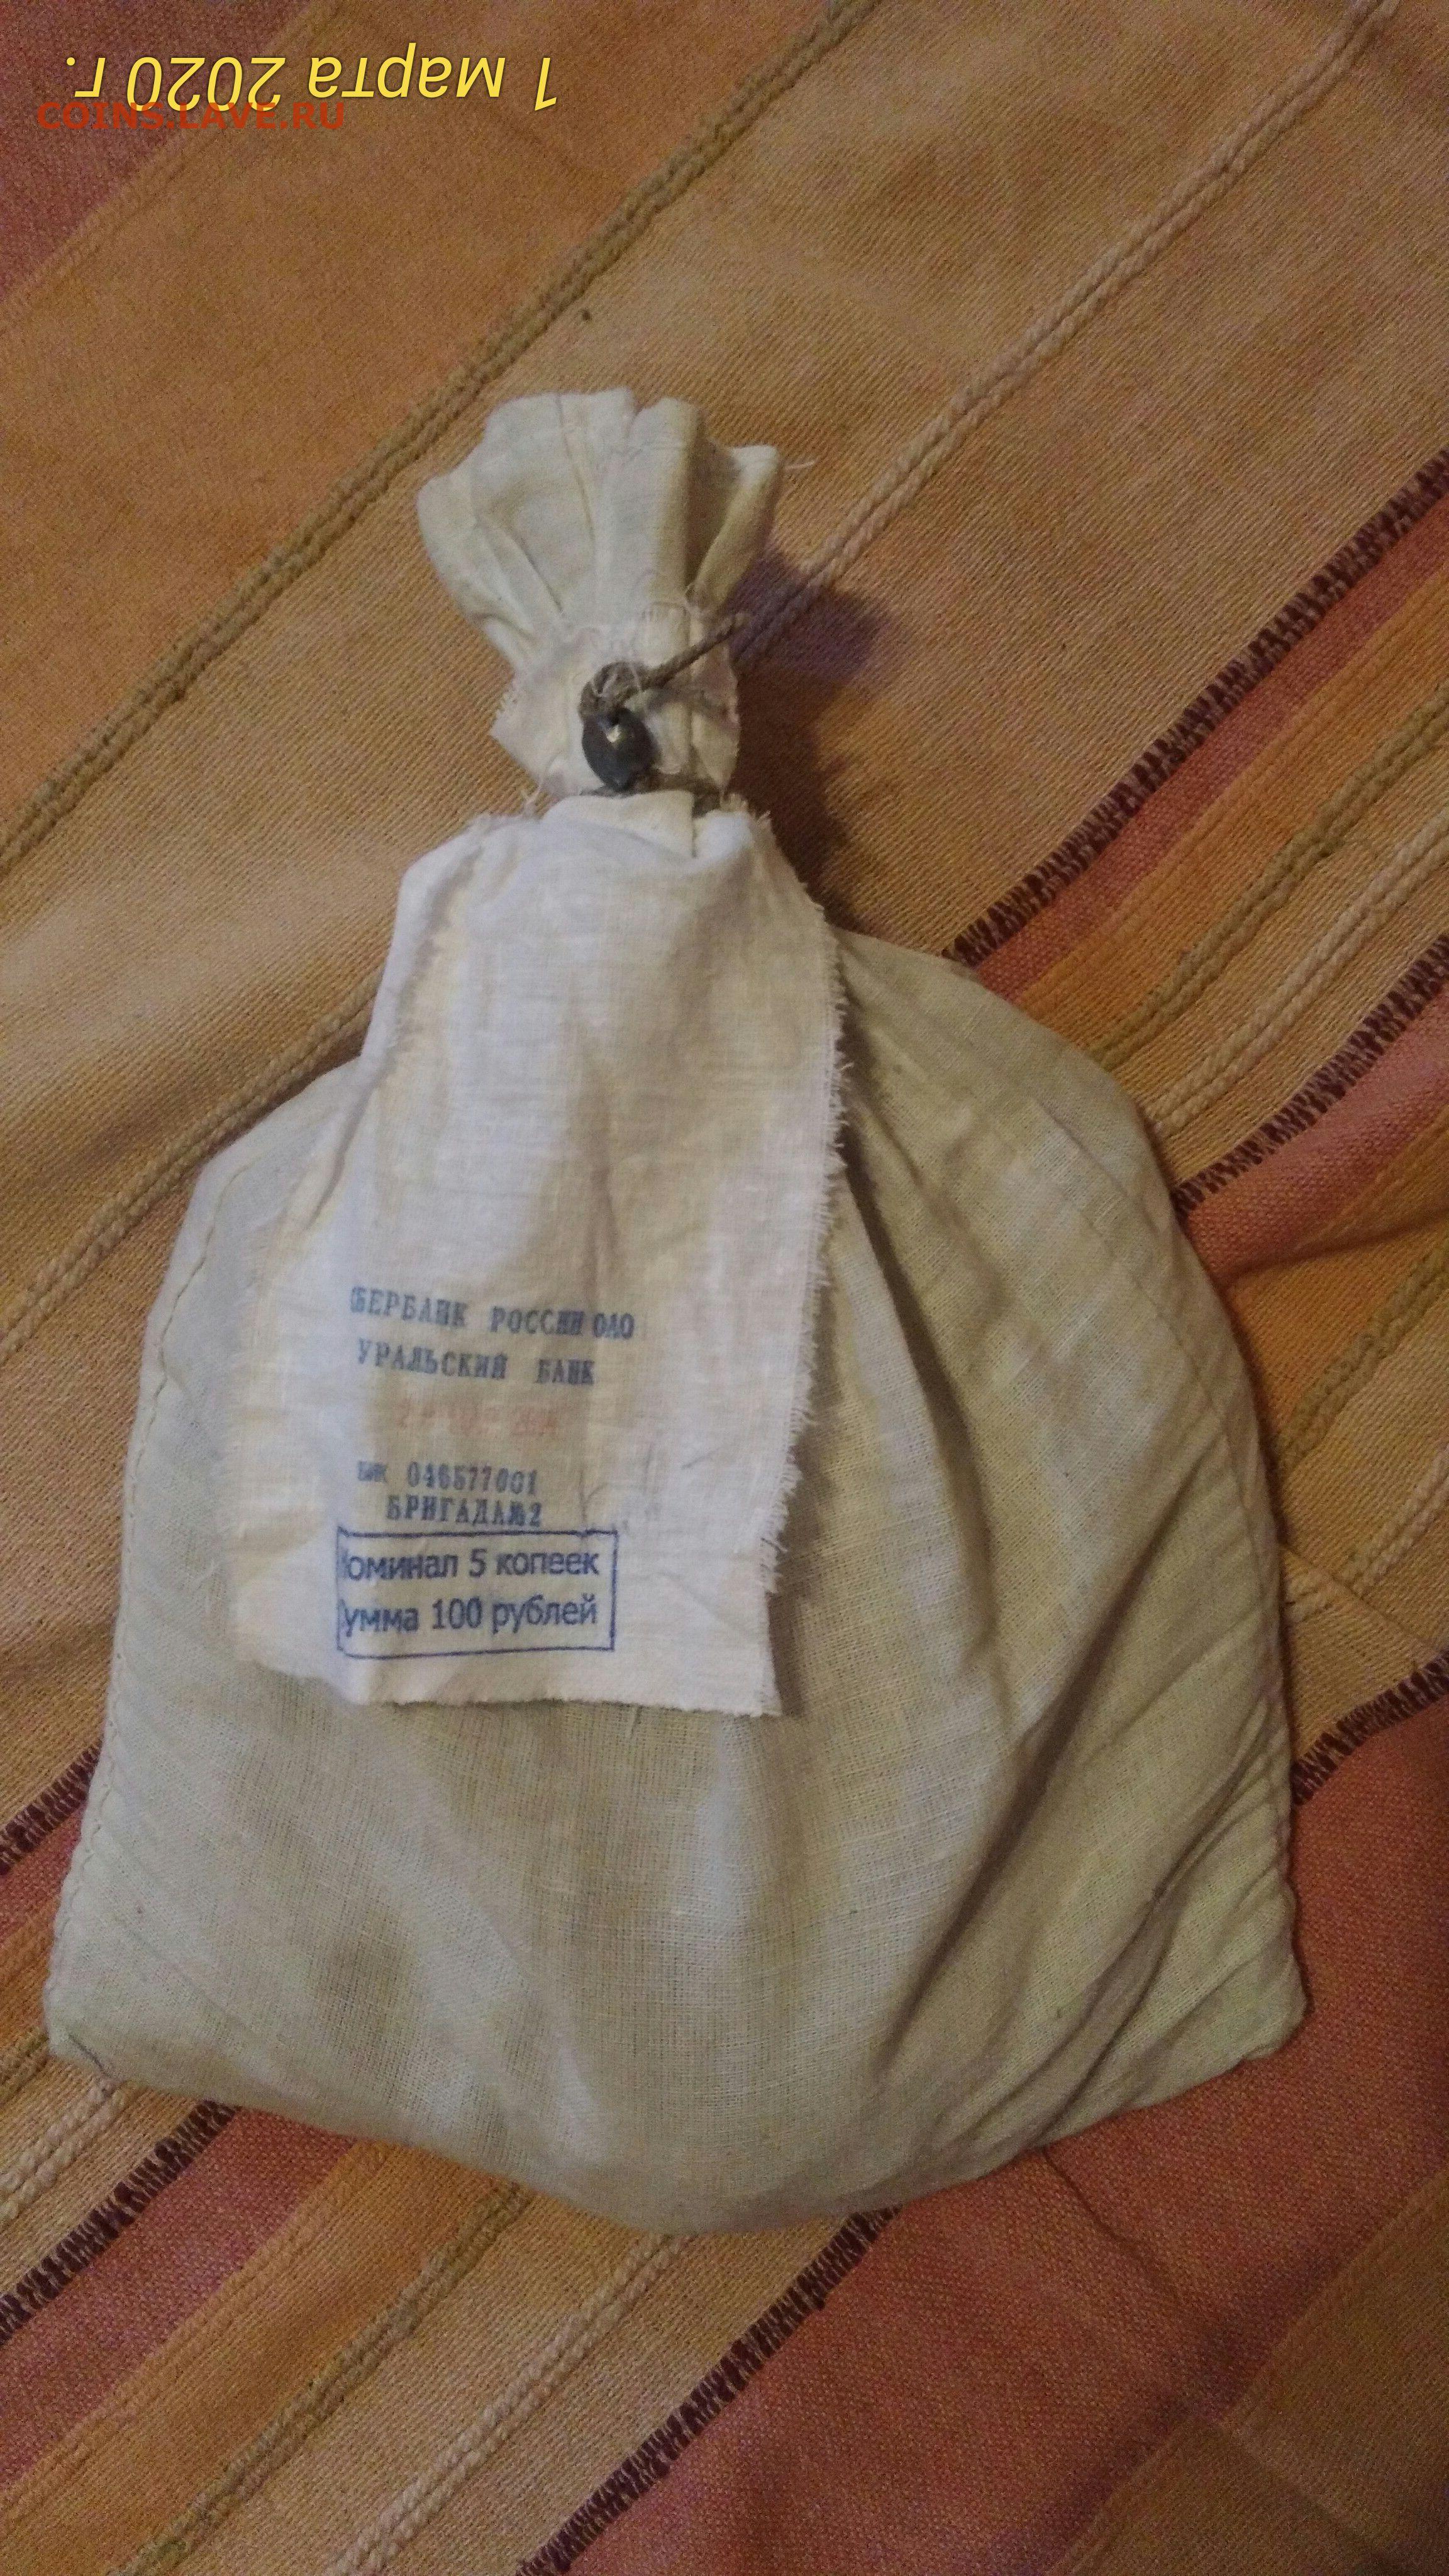 1 марта 2020 г.
COINS.LAVE.RU
СБЕРБАНК РОССИИ ОАО
УРАЛЬСКИЙ БАНК
БИК 046577001
БРИГАДА№2
оминал 5 копеек
умма 100 рублей